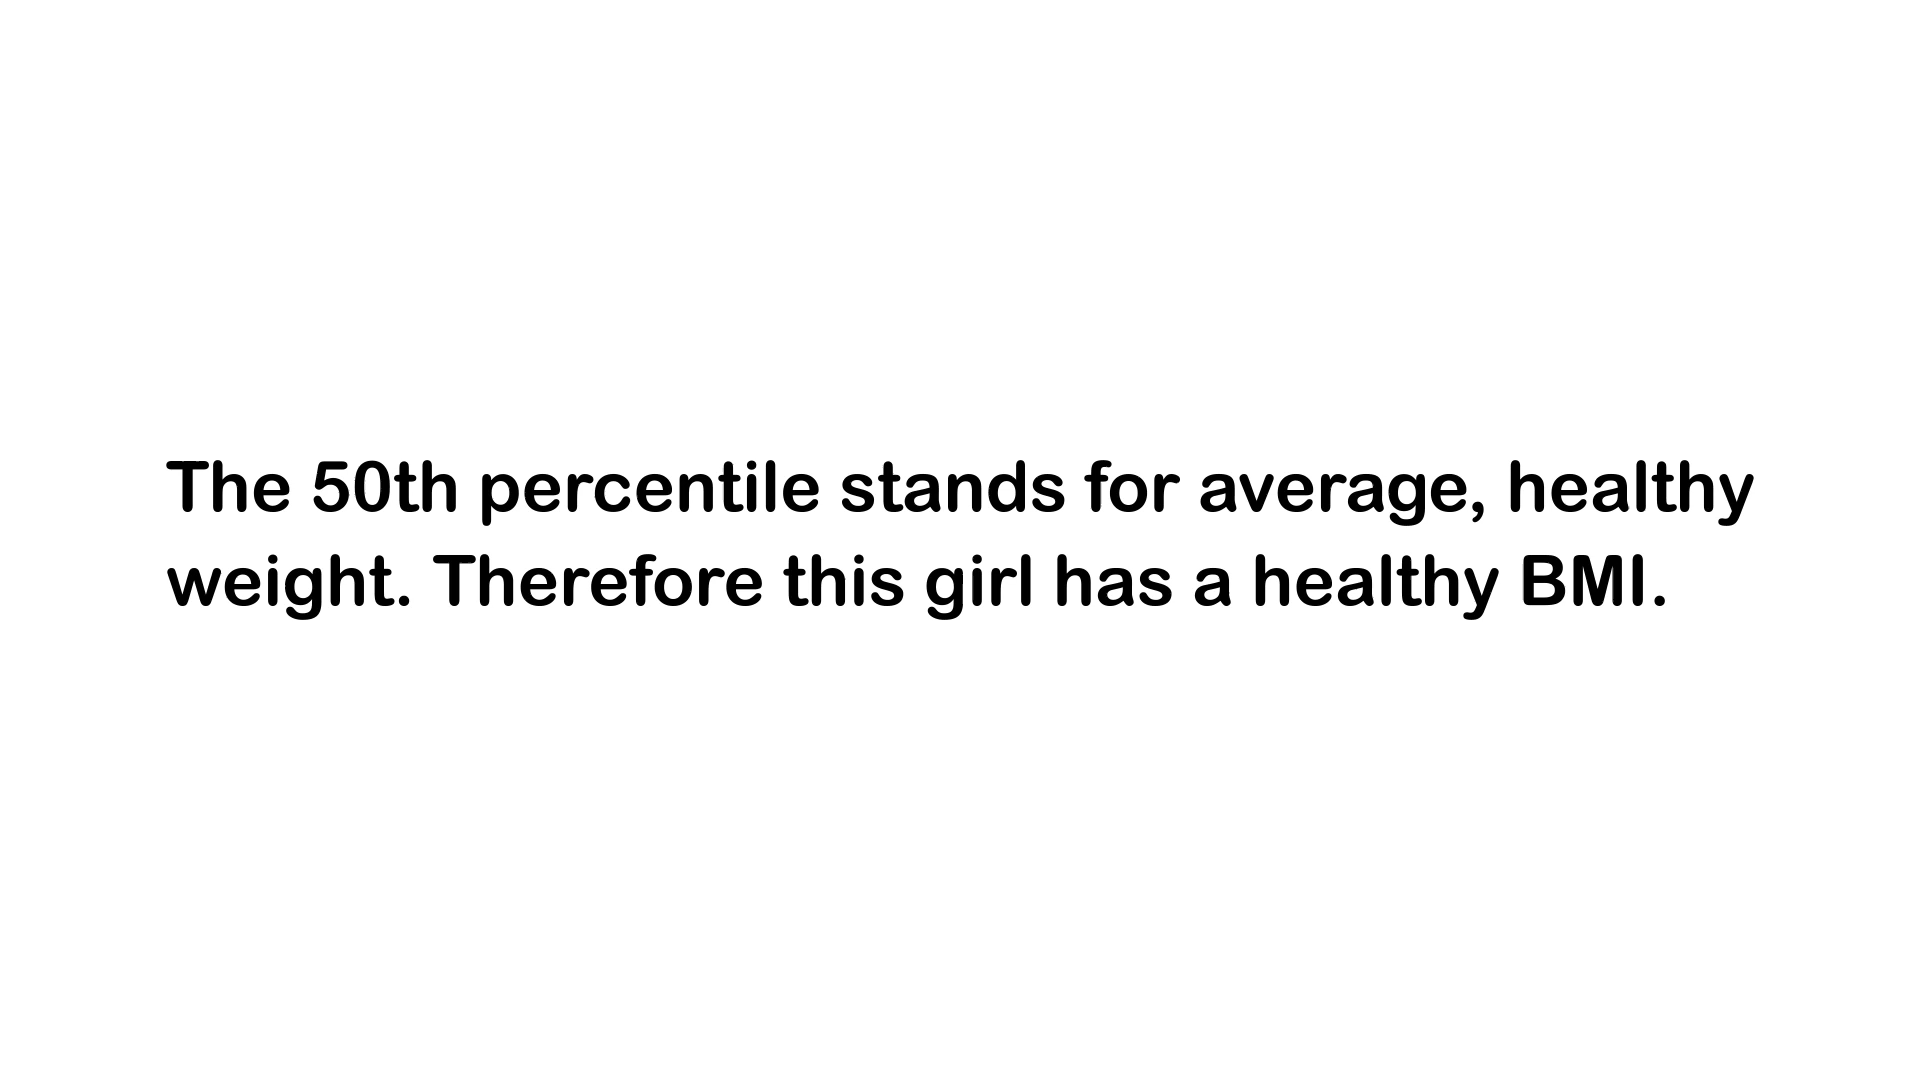 The 50th percentile stands for average, healthy
weight. Therefore this girl has a healthy BMI.